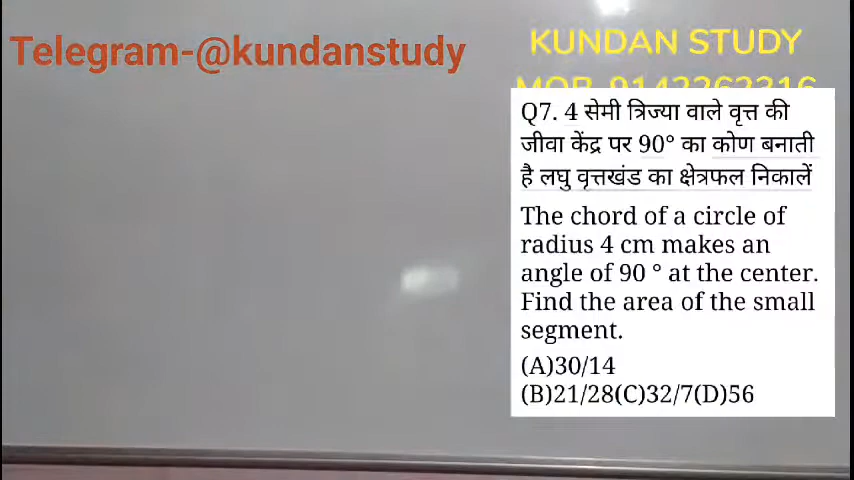 Telegram-@kundanstudy
KUNDAN STUDY
MOB. 9142262316
Q7. 4 सेमी त्रिज्या वाले वृत्त की
जीवा केंद्र पर 90° का कोण बनाती
है लघु वृत्तखंड का क्षेत्रफल निकालें
The chord of a circle of
radius 4 cm makes an
angle of 90 ° at the center.
Find the area of the small
segment.
(A)30/14
(B)21/28(C)32/7(D)56